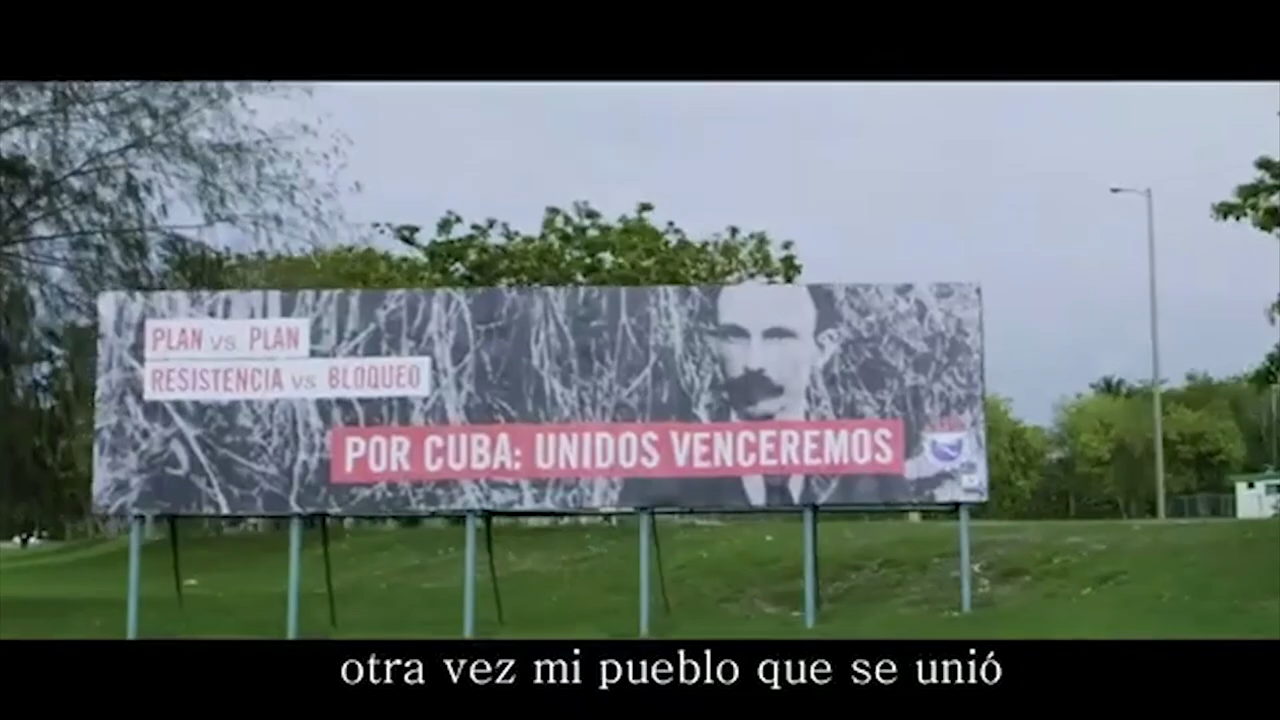 PLAN vs PLAN
RESISTENCIA vs BLOQUEO
POR CUBA: UNIDOS VENCEREMOS
otra vez mi pueblo que se unió